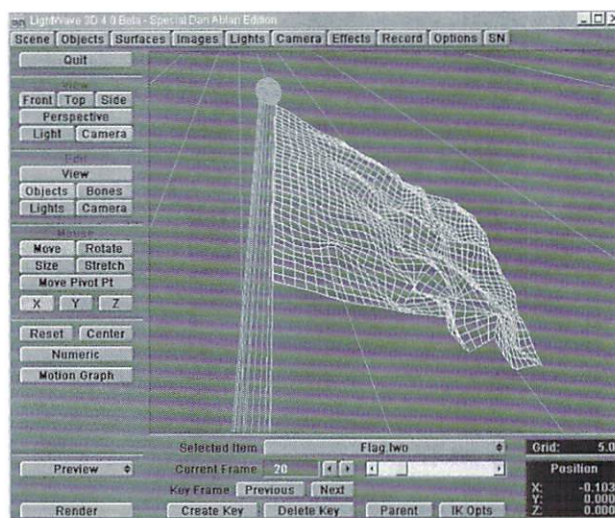 LightWave 3D 4.0 Beta - Special Dan Ablan Edition
Scene Objects Surfaces Images Lights Camera Effects Record Options SN
Quit
View
Front Top Side
Perspective
Light Camera
Edit
View
Objects Bones
Lights Camera
Mouse
Move Rotate
Size Stretch
Move Pivot Pt
X Y Z
Reset Center
Numeric
Motion Graph
Preview
Render
Selected Item Flag.lwo
Current Frame 20
Key Frame Previous Next
Create Key Delete Key Parent IK Opts
Grid: 5.0
Position
X: -0.103
Y: 0.000
Z: 0.000